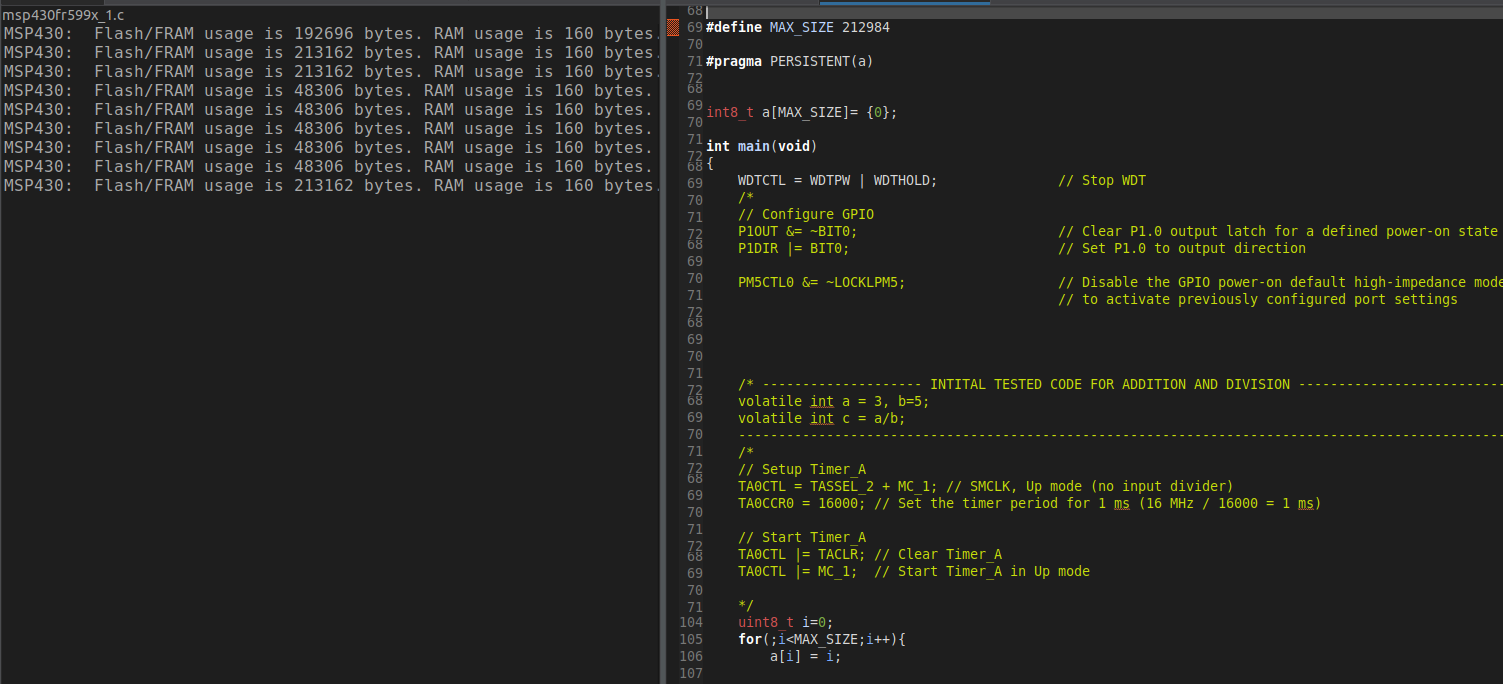 msp430fr599x_1.c
MSP430:  Flash/FRAM usage is 192696 bytes. RAM usage is 160 bytes.
MSP430:  Flash/FRAM usage is 213162 bytes. RAM usage is 160 bytes.
MSP430:  Flash/FRAM usage is 213162 bytes. RAM usage is 160 bytes.
MSP430:  Flash/FRAM usage is 48306 bytes. RAM usage is 160 bytes.
MSP430:  Flash/FRAM usage is 48306 bytes. RAM usage is 160 bytes.
MSP430:  Flash/FRAM usage is 48306 bytes. RAM usage is 160 bytes.
MSP430:  Flash/FRAM usage is 48306 bytes. RAM usage is 160 bytes.
MSP430:  Flash/FRAM usage is 48306 bytes. RAM usage is 160 bytes.
MSP430:  Flash/FRAM usage is 213162 bytes. RAM usage is 160 bytes.
68
69 #define MAX_SIZE 212984
70
71 #pragma PERSISTENT(a)
72
68
69 int8_t a[MAX_SIZE]= {0};
70
71 int main(void)
72
68 {
69     WDTCTL = WDTPW | WDTHOLD;               // Stop WDT
70     /*
71     // Configure GPIO
72     P1OUT &= ~BIT0;                         // Clear P1.0 output latch for a defined power-on state
68     P1DIR |= BIT0;                          // Set P1.0 to output direction
69
70     PM5CTL0 &= ~LOCKLPM5;                   // Disable the GPIO power-on default high-impedance mode
71                                             // to activate previously configured port settings
72
68
69
70
71
72     /* -------------------- INTITAL TESTED CODE FOR ADDITION AND DIVISION --------------------------
68     volatile int a = 3, b=5;
69     volatile int c = a/b;
70     ------------------------------------------------------------------------------------------------
71     /*
72     // Setup Timer_A
68     TA0CTL = TASSEL_2 + MC_1; // SMCLK, Up mode (no input divider)
69     TA0CCR0 = 16000; // Set the timer period for 1 ms (16 MHz / 16000 = 1 ms)
70
71     // Start Timer_A
72
68     TA0CTL |= TACLR; // Clear Timer_A
69     TA0CTL |= MC_1;  // Start Timer_A in Up mode
70
71     */
104     uint8_t i=0;
105     for(;i<MAX_SIZE;i++){
106         a[i] = i;
107